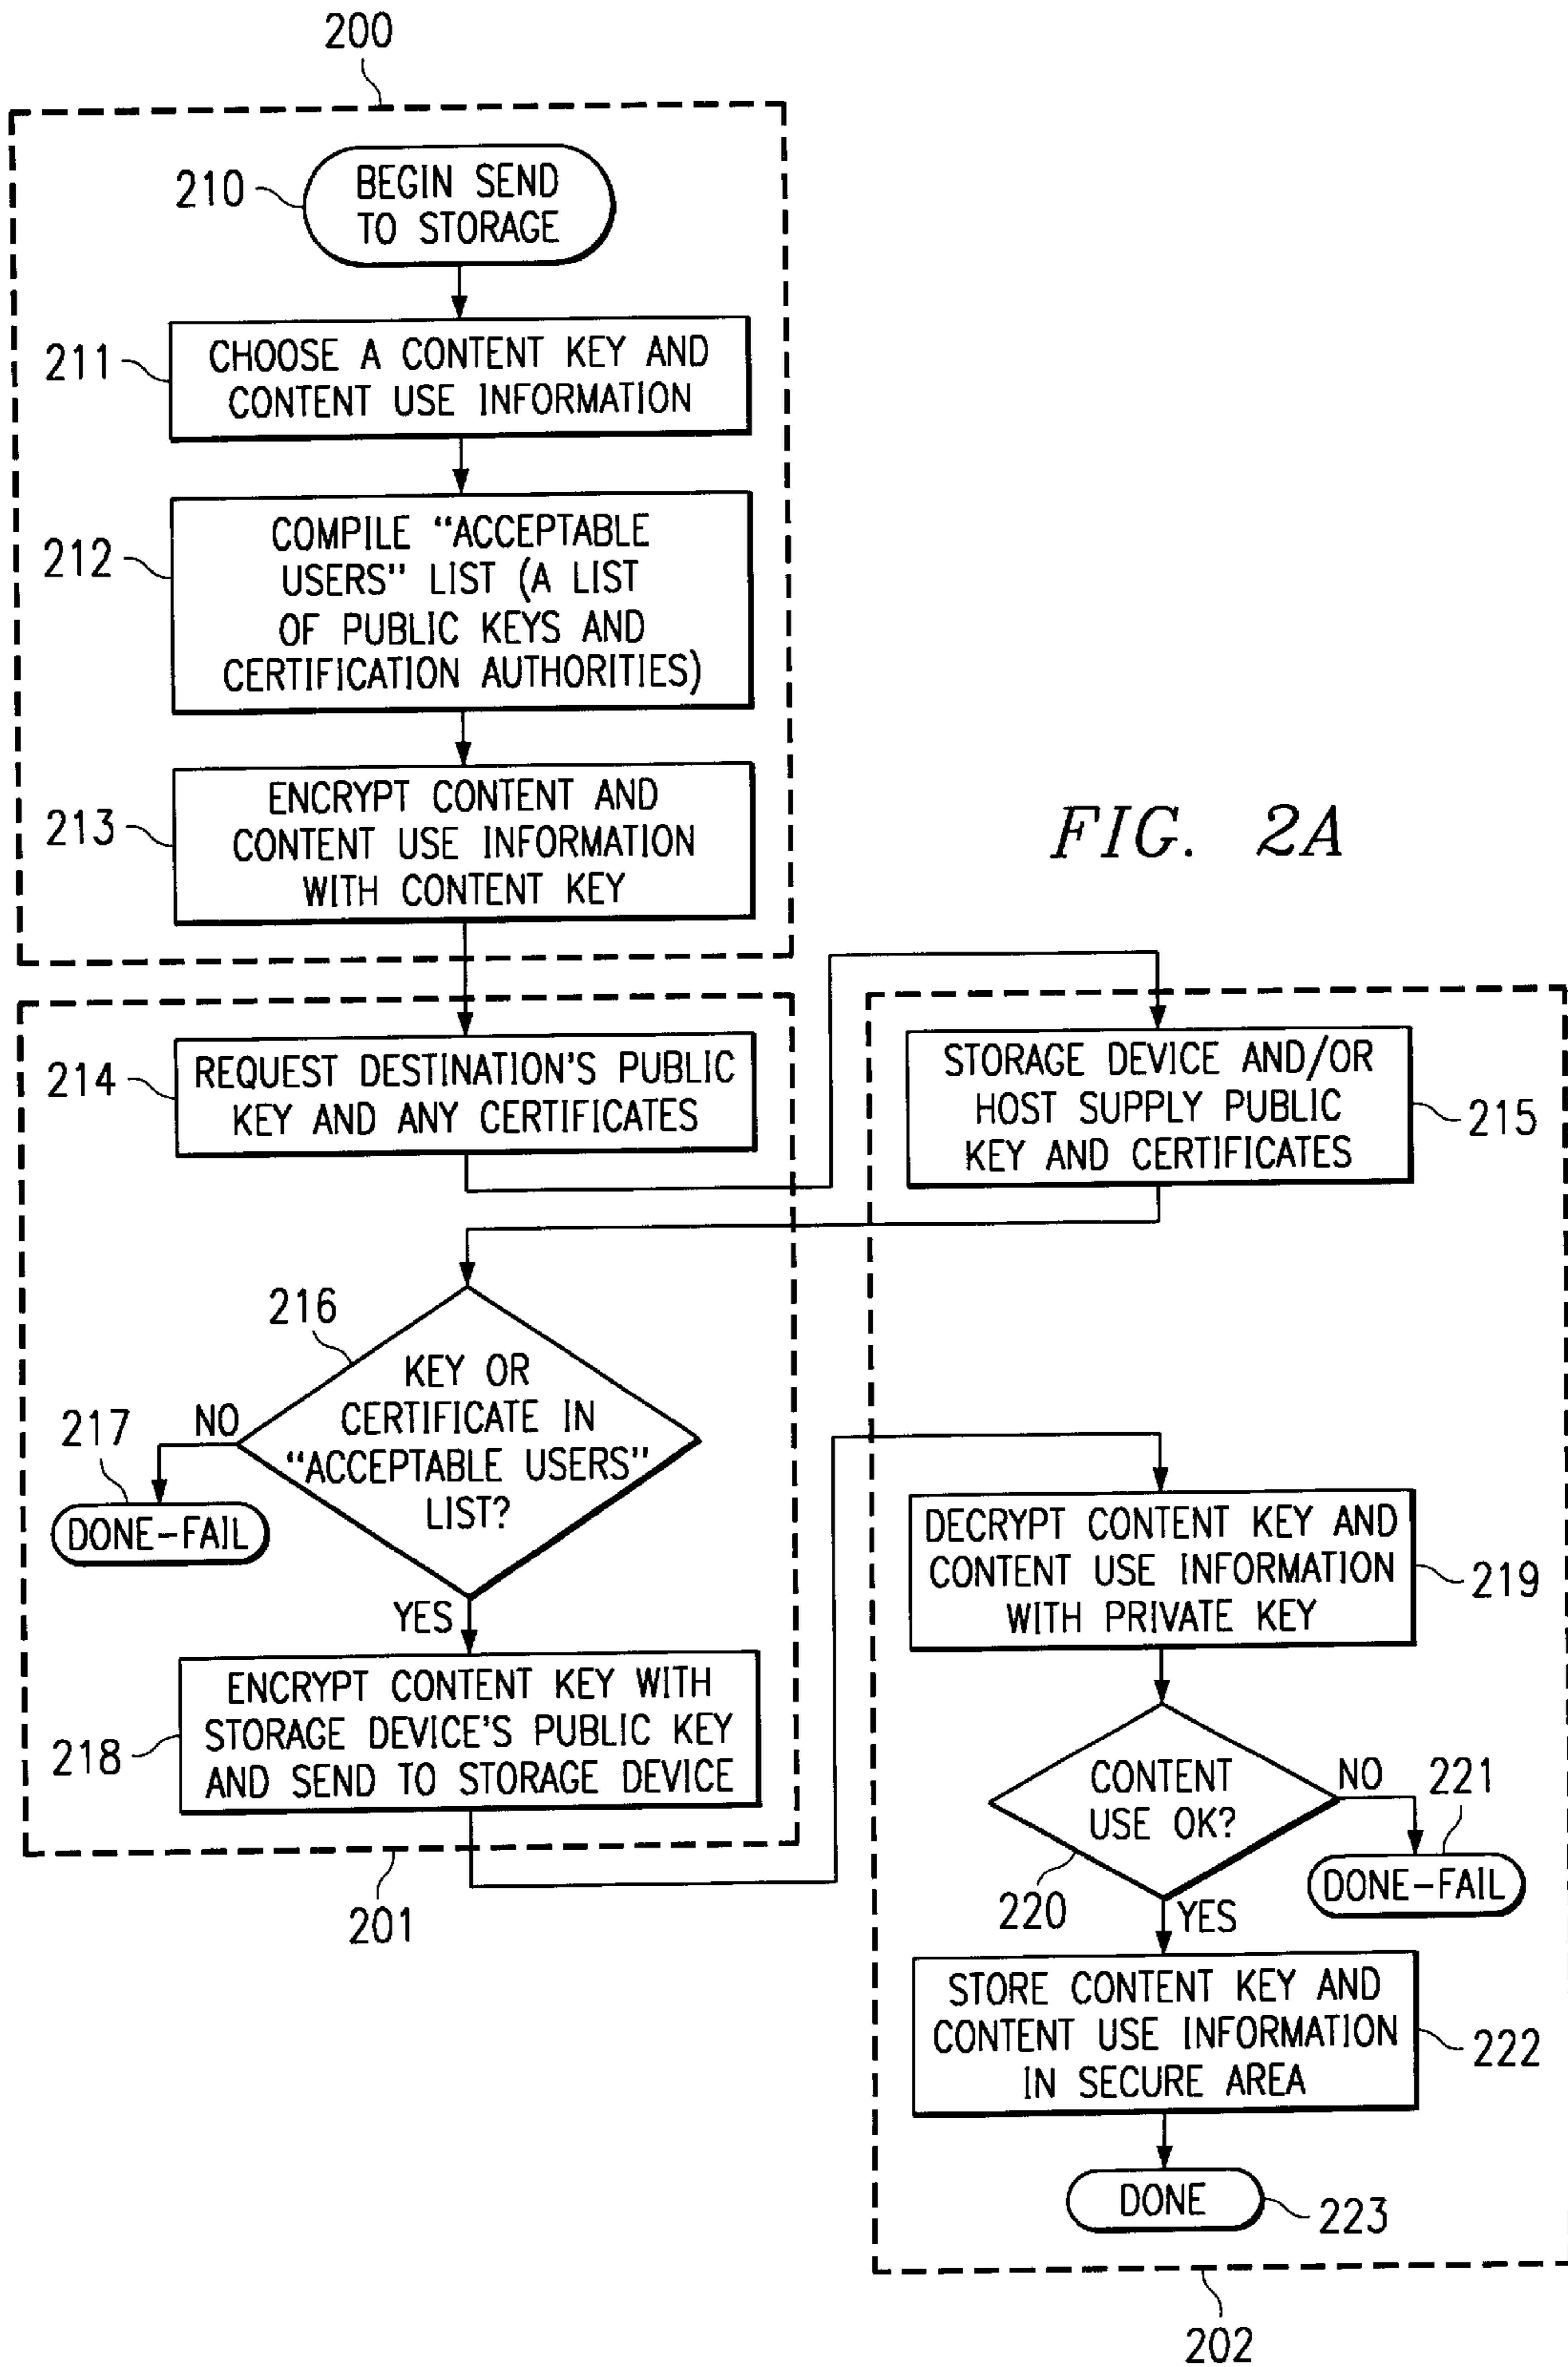 200
210
BEGIN SEND
TO STORAGE
211
CHOOSE A CONTENT KEY AND
CONTENT USE INFORMATION
212
COMPILE "ACCEPTABLE
USERS" LIST (A LIST
OF PUBLIC KEYS AND
CERTIFICATION AUTHORITIES)
213
ENCRYPT CONTENT AND
CONTENT USE INFORMATION
WITH CONTENT KEY
FIG. 2A
214
REQUEST DESTINATION'S PUBLIC
KEY AND ANY CERTIFICATES
STORAGE DEVICE AND/OR
HOST SUPPLY PUBLIC
KEY AND CERTIFICATES
215
216
KEY OR
CERTIFICATE IN
"ACCEPTABLE USERS"
LIST?
NO
217
DONE-FAIL
YES
218
ENCRYPT CONTENT KEY WITH
STORAGE DEVICE'S PUBLIC KEY
AND SEND TO STORAGE DEVICE
201
DECRYPT CONTENT KEY AND
CONTENT USE INFORMATION
WITH PRIVATE KEY
219
CONTENT
USE OK?
220
NO
221
DONE-FAIL
YES
STORE CONTENT KEY AND
CONTENT USE INFORMATION
IN SECURE AREA
222
DONE
223
202